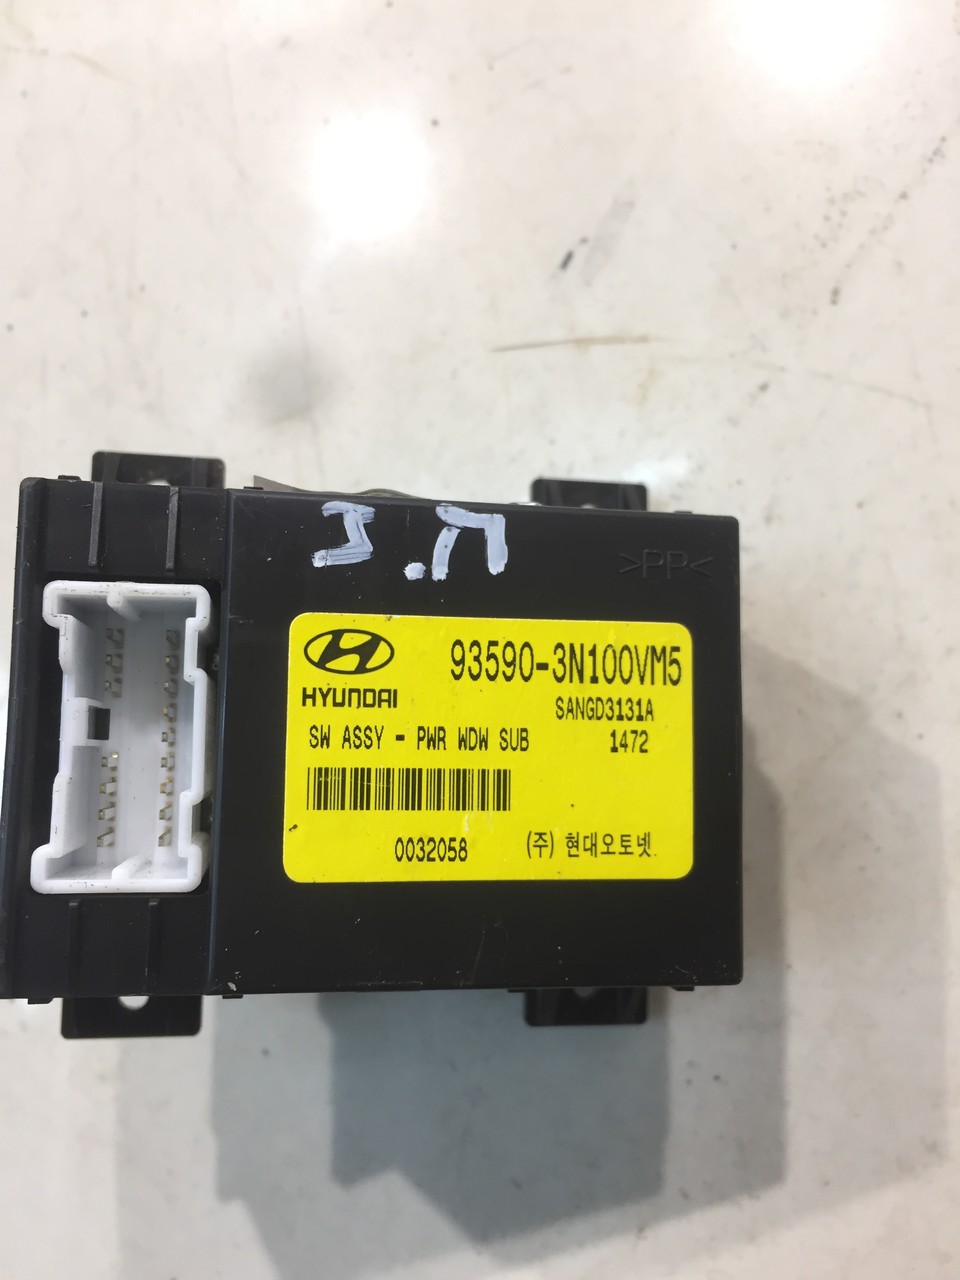 >PP<
93590-3N100VM5
HYUNDAI
SANGD3131A
SW ASSY - PWR WDW SUB 1472
0032058 (주) 현대오토넷